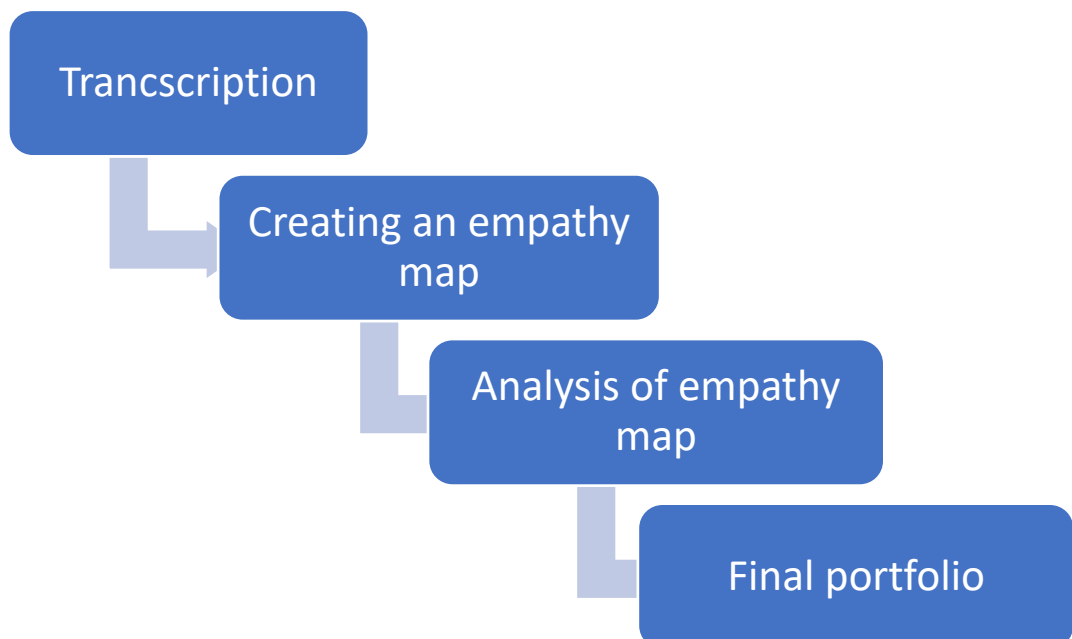 Trancscription
Creating an empathy
map
Analysis of empathy
map
Final portfolio